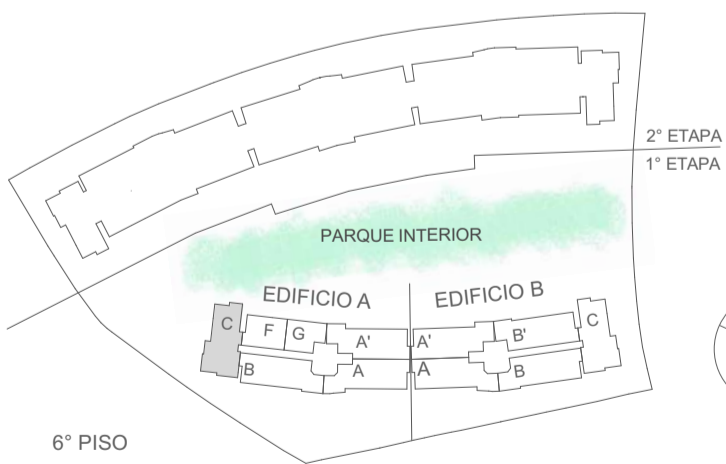 2° ETAPA
1° ETAPA
PARQUE INTERIOR
EDIFICIO A
EDIFICIO B
C
F
G
A'
A'
B'
C
B
A
A
B
6° PISO